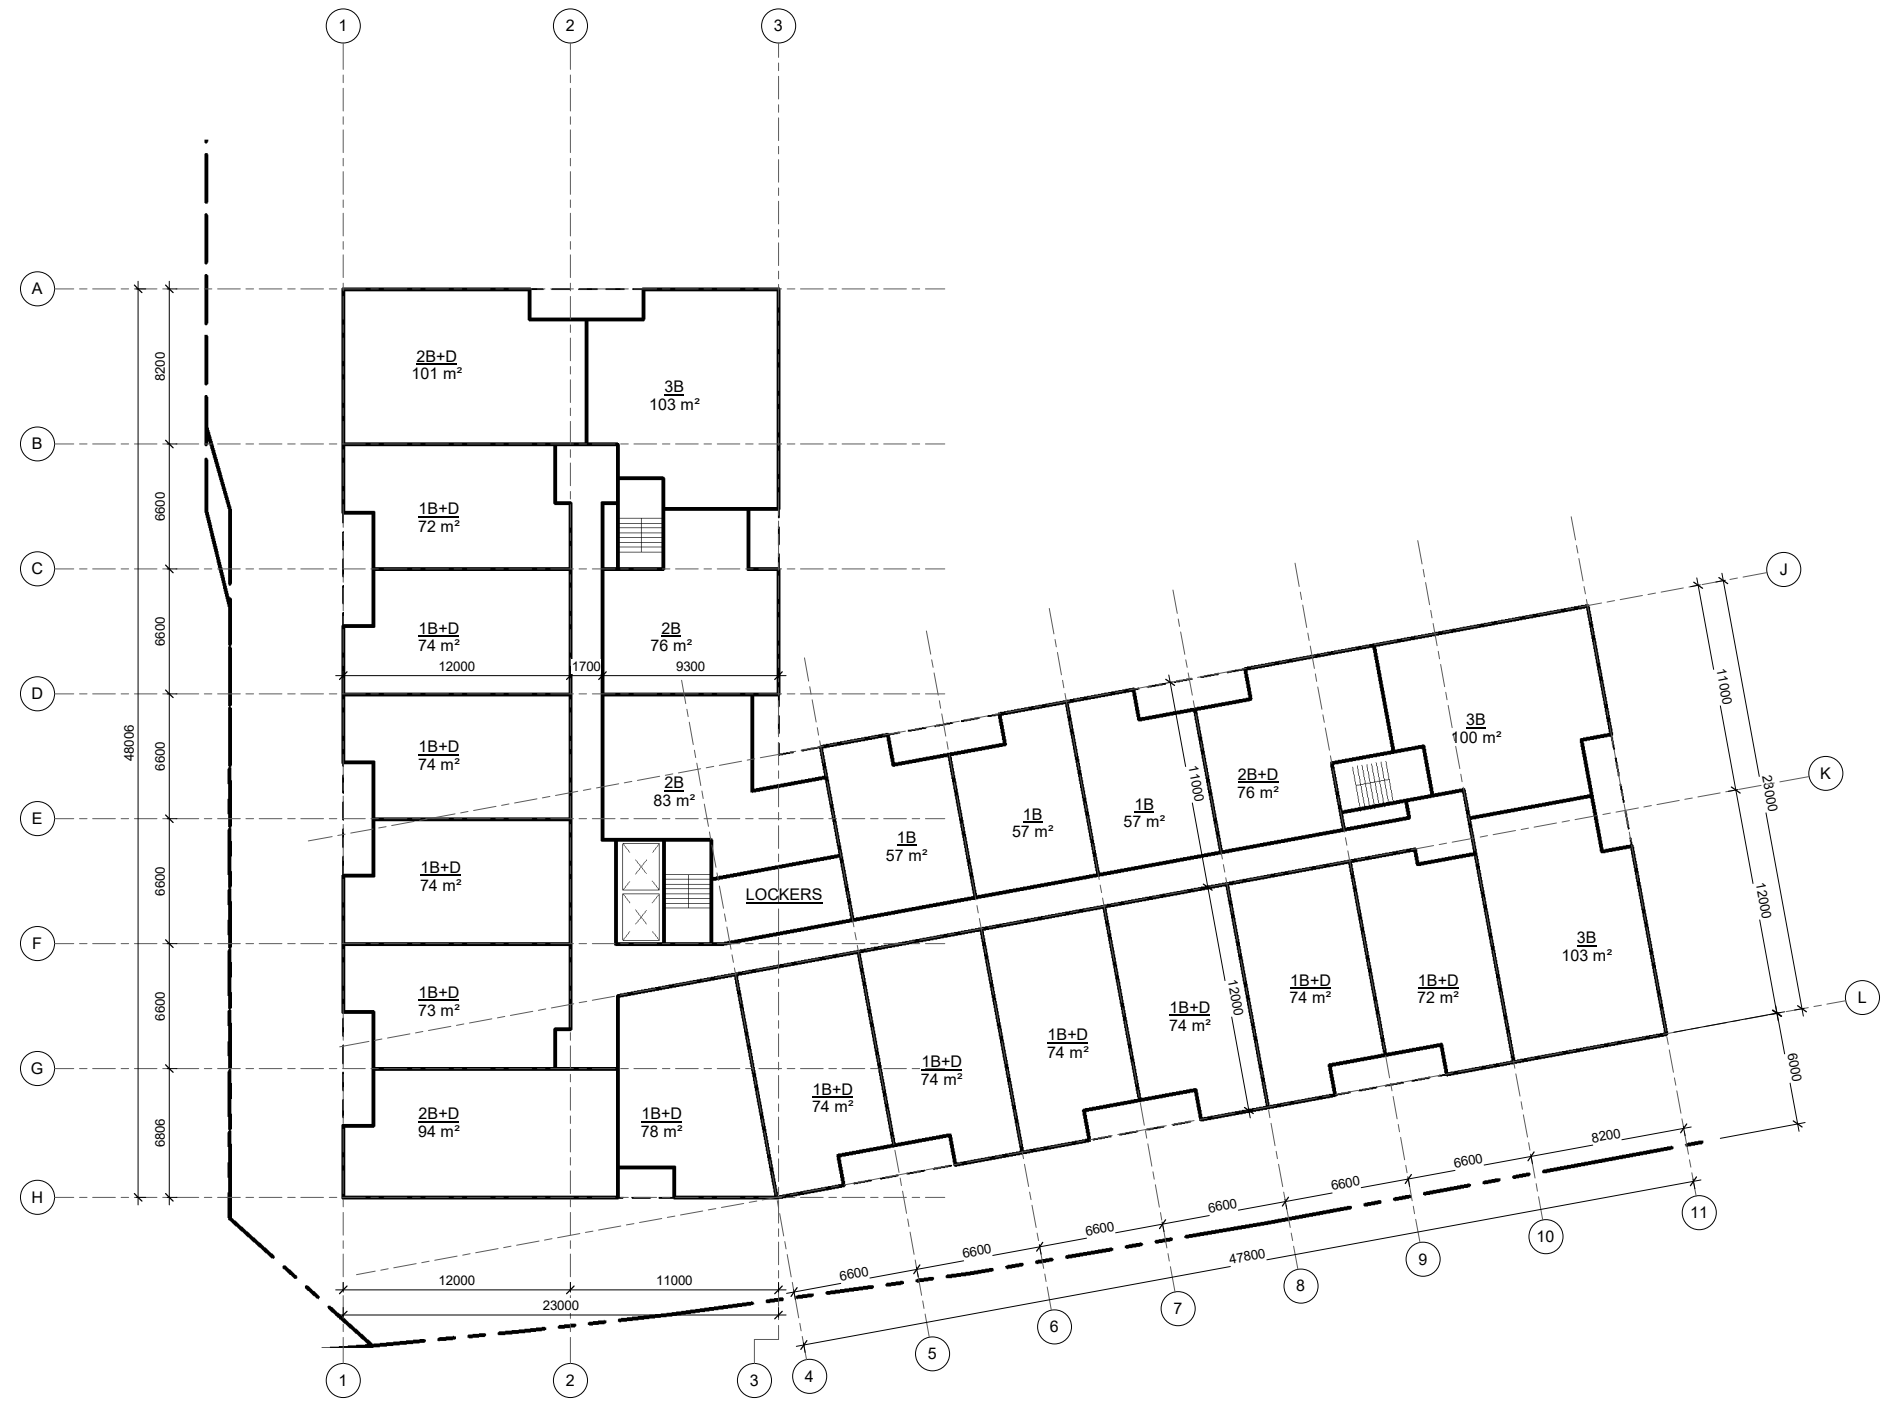 1
2
3
A
8200
2B+D
101 m²
3B
103 m²
B
6600
1B+D
72 m²
C
J
6600
1B+D
74 m²
2B
76 m²
12000
1700
9300
D
11000
48006
6600
1B+D
74 m²
3B
100 m²
K
2B
83 m²
11000
2B+D
76 m²
23000
E
1B
57 m²
1B
57 m²
1B
57 m²
6600
1B+D
74 m²
LOCKERS
12000
F
3B
103 m²
6600
1B+D
73 m²
12000
1B+D
74 m²
1B+D
72 m²
L
1B+D
74 m²
1B+D
74 m²
1B+D
74 m²
1B+D
74 m²
G
6000
6806
2B+D
94 m²
1B+D
78 m²
H
8200
6600
6600
6600
6600
6600
6600
47800
12000
11000
23000
11
10
9
8
7
6
5
4
3
2
1